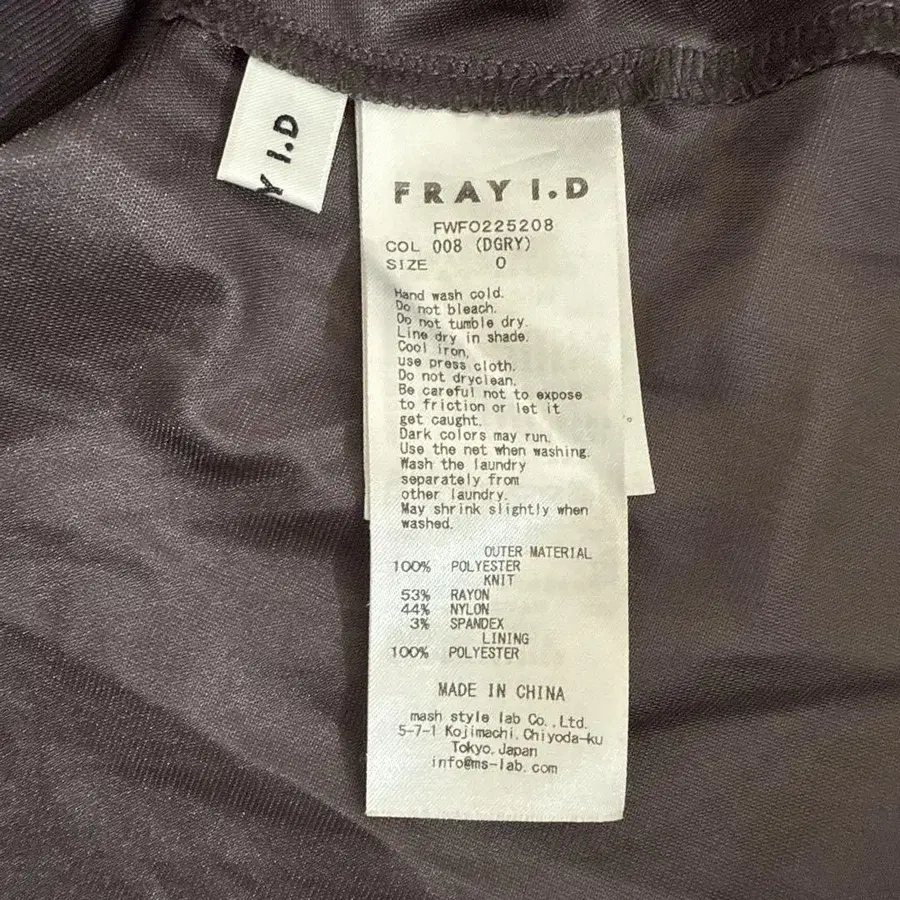 Y I.D
FRAY I.D
FWFO225208
COL 008 (DGRY)
SIZE 0
Hand wash cold.
Do not bleach.
Do not tumble dry.
Line dry in shade.
Cool iron,
use press cloth.
Do not dryclean.
Be careful not to expose
to friction or let it
get caught.
Dark colors may run.
Use the net when washing.
Wash the laundry
separately from
other laundry.
May shrink slightly when
washed.
OUTER MATERIAL
100% POLYESTER
KNIT
53% RAYON
44% NYLON
3% SPANDEX
LINING
100% POLYESTER
MADE IN CHINA
mash style lab Co.,Ltd.
5-7-1 Kojimachi,Chiyoda-ku
Tokyo,Japan
info@ms-lab.com